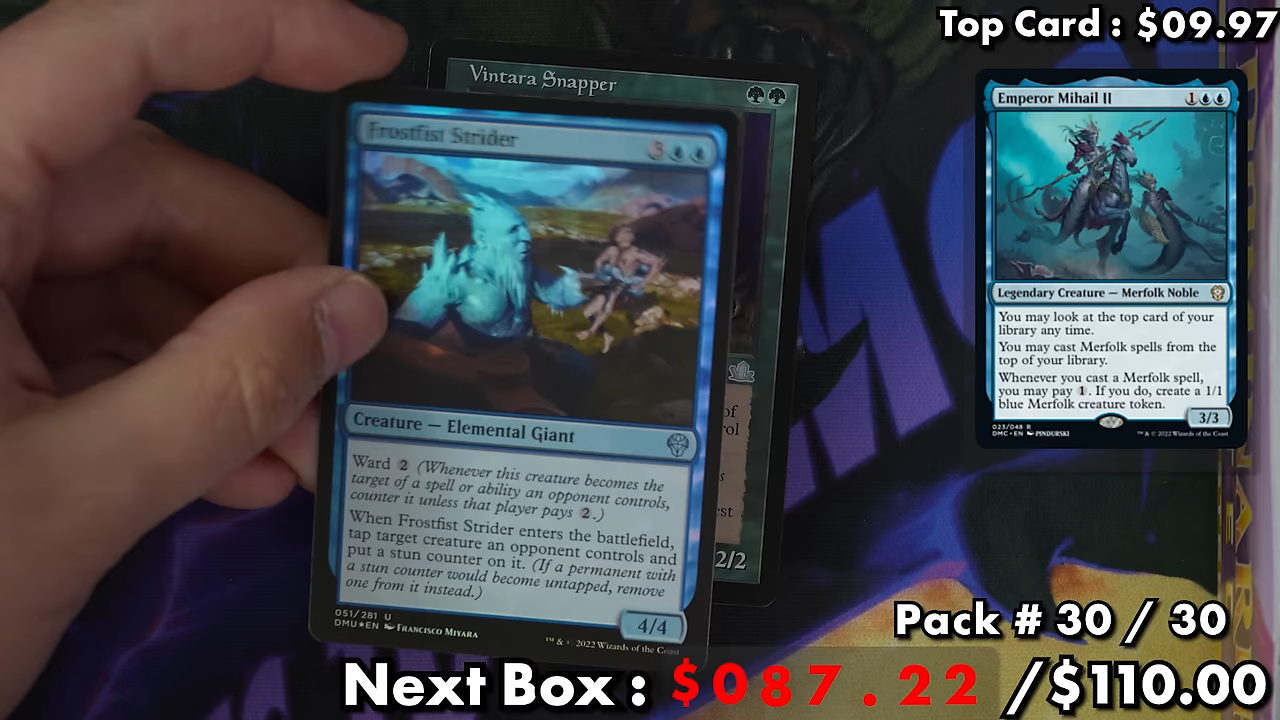 Top Card : $09.97
Vintara Snapper
Frostfist Strider 3
Creature — Elemental Giant
Ward 2 (Whenever this creature becomes the
target of a spell or ability an opponent controls,
counter it unless that player pays 2.)
When Frostfist Strider enters the battlefield,
tap target creature an opponent controls and
put a stun counter on it. (If a permanent with
a stun counter would become untapped, remove
one from it instead.)
4/4
051/281 U
DMU★EN FRANCISCO MIYARA
™ & © 2022 Wizards of the Coast
of
rol
s
est
2/2
Emperor Mihail II 1
Legendary Creature — Merfolk Noble
You may look at the top card of your
library any time.
You may cast Merfolk spells from the
top of your library.
Whenever you cast a Merfolk spell,
you may pay 1. If you do, create a 1/1
blue Merfolk creature token.
3/3
023/048 R
DMC • EN PINDURSKI
™ & © 2022 Wizards of the Coast
Pack # 30 / 30
Next Box : $087.22 /$110.00